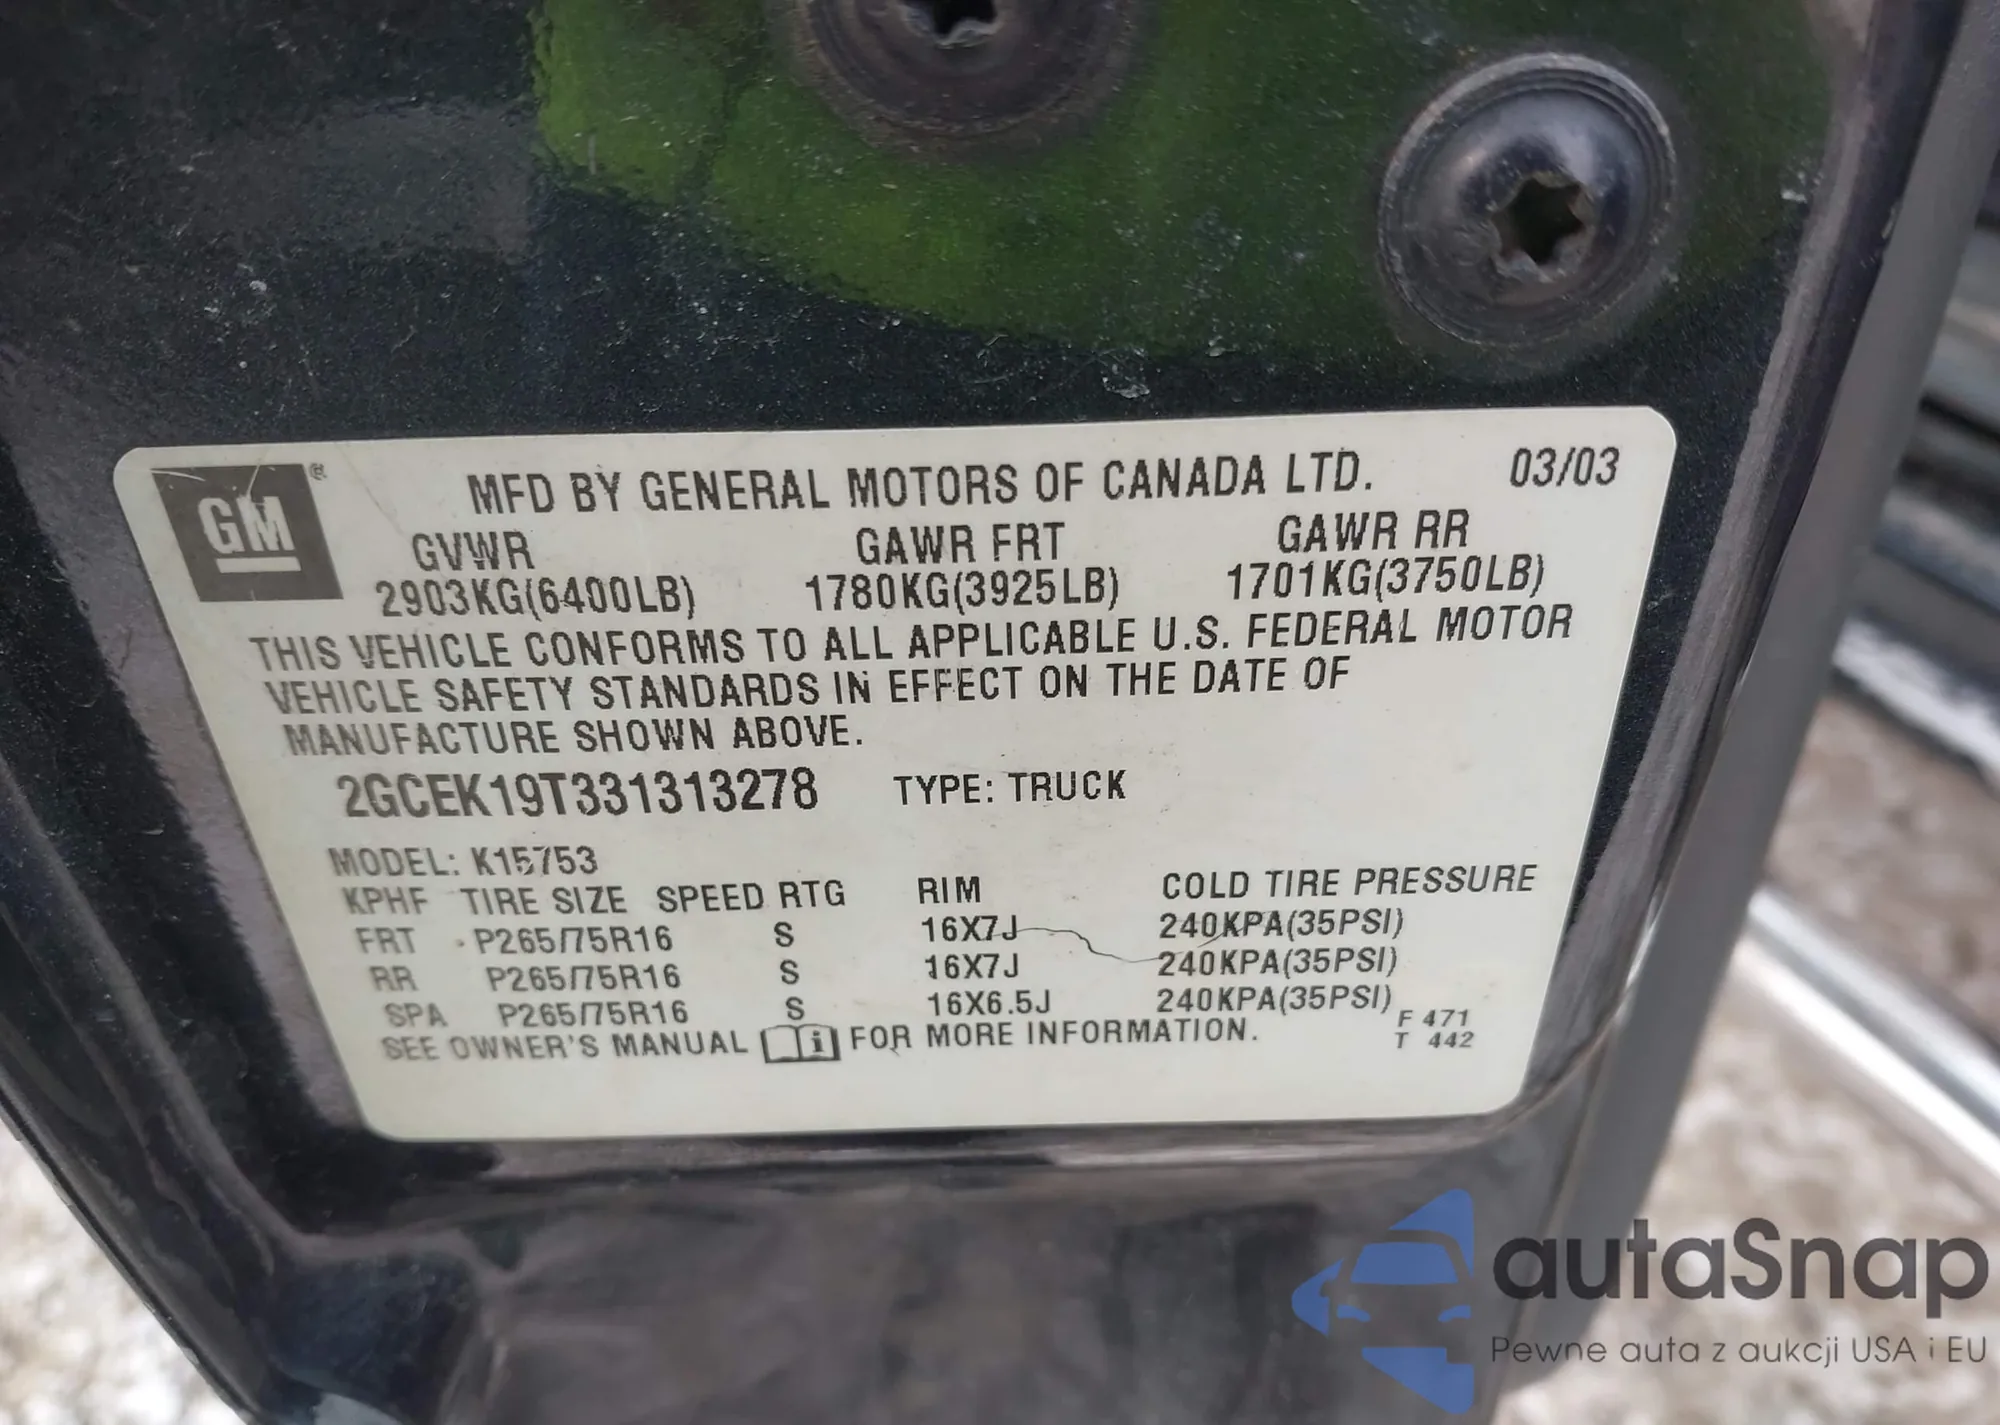 GM ® MFD BY GENERAL MOTORS OF CANADA LTD. 03/03
GVWR GAWR FRT GAWR RR
2903KG(6400LB) 1780KG(3925LB) 1701KG(3750LB)
THIS VEHICLE CONFORMS TO ALL APPLICABLE U.S. FEDERAL MOTOR
VEHICLE SAFETY STANDARDS IN EFFECT ON THE DATE OF
MANUFACTURE SHOWN ABOVE.
2GCEK19T331313278 TYPE: TRUCK
MODEL: K15753
KPHF TIRE SIZE SPEED RTG RIM COLD TIRE PRESSURE
FRT P265/75R16 S 16X7J 240KPA(35PSI)
RR P265/75R16 S 16X7J 240KPA(35PSI)
SPA P265/75R16 S 16X6.5J 240KPA(35PSI)
SEE OWNER'S MANUAL i FOR MORE INFORMATION.
F 471
T 442
autaSnap
Pewne auta z aukcji USA i EU